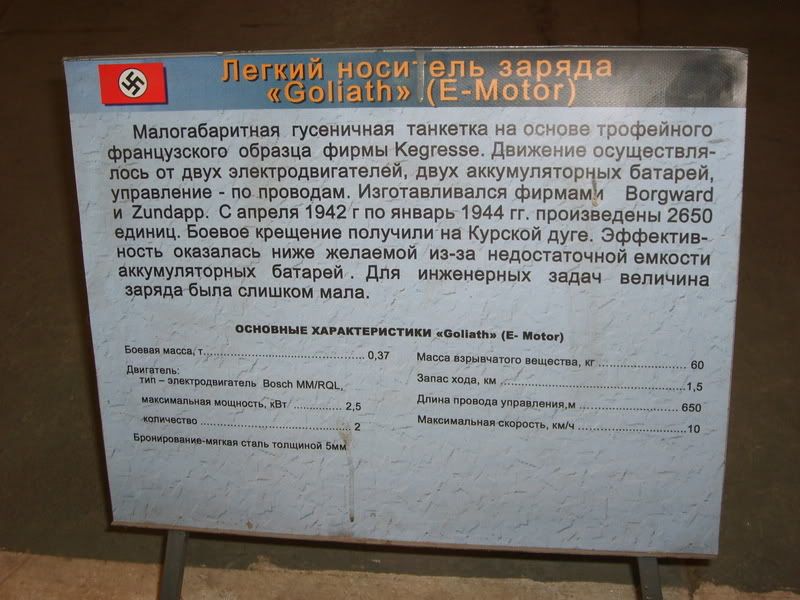 Легкий носитель заряда
«Goliath» (E-Motor)
Малогабаритная гусеничная танкетка на основе трофейного
французского образца фирмы Kegresse. Движение осуществля-
лось от двух электродвигателей, двух аккумуляторных батарей,
управление - по проводам. Изготавливался фирмами Borgward
и Zundapp. С апреля 1942 г по январь 1944 гг. произведены 2650
единиц. Боевое крещение получили на Курской дуге. Эффектив-
ность оказалась ниже желаемой из-за недостаточной емкости
аккумуляторных батарей . Для инженерных задач величина
заряда была слишком мала.
ОСНОВНЫЕ ХАРАКТЕРИСТИКИ «Goliath» (E- Motor)
Боевая масса, т.................................................. 0,37
Двигатель:
тип – электродвигатель Bosch MM/RQL,
максимальная мощность, кВт ............... 2,5
количество ............................................... 2
Бронирование-мягкая сталь толщиной 5мм
Масса взрывчатого вещества, кг ........................... 60
Запас хода, км ......................................................1,5
Длина провода управления,м ............................... 650
Максимальная скорость, км/ч ................................10